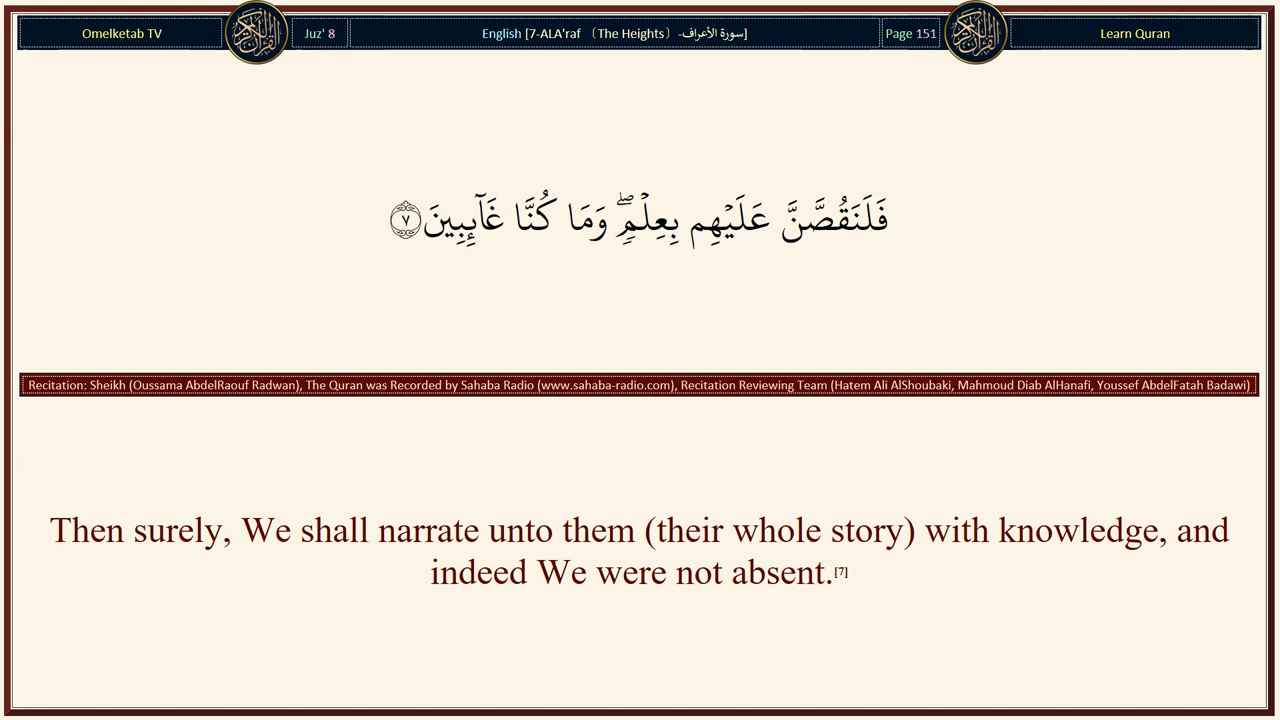 Omelketab TV
Juz' 8
English [7-ALA'raf （The Heights）-سورة الأعراف]
Page 151
Learn Quran
فَلَنَقُصَّنَّ عَلَيْهِم بِعِلْمٍۢ ۖ وَمَا كُنَّا غَآئِبِينَ ٧
Recitation: Sheikh (Oussama AbdelRaouf Radwan), The Quran was Recorded by Sahaba Radio (www.sahaba-radio.com), Recitation Reviewing Team (Hatem Ali AlShoubaki, Mahmoud Diab AlHanafi, Youssef AbdelFatah Badawi)
Then surely, We shall narrate unto them (their whole story) with knowledge, and
indeed We were not absent.[7]